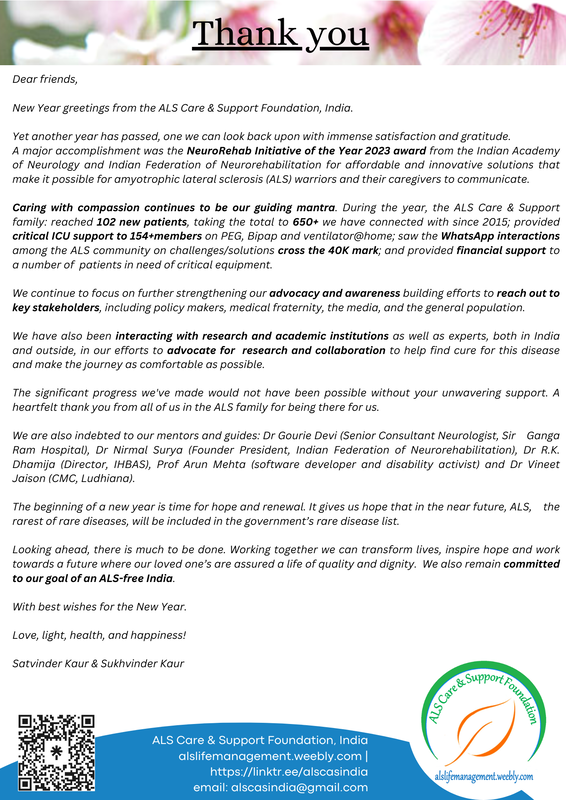 Thank you
Dear friends,
New Year greetings from the ALS Care & Support Foundation, India.
Yet another year has passed, one we can look back upon with immense satisfaction and gratitude.
A major accomplishment was the NeuroRehab Initiative of the Year 2023 award from the Indian Academy
of Neurology and Indian Federation of Neurorehabilitation for affordable and innovative solutions that
make it possible for amyotrophic lateral sclerosis (ALS) warriors and their caregivers to communicate.
Caring with compassion continues to be our guiding mantra. During the year, the ALS Care & Support
family: reached 102 new patients, taking the total to 650+ we have connected with since 2015; provided
critical ICU support to 154+members on PEG, Bipap and ventilator@home; saw the WhatsApp interactions
among the ALS community on challenges/solutions cross the 40K mark; and provided financial support to
a number of patients in need of critical equipment.
We continue to focus on further strengthening our advocacy and awareness building efforts to reach out to
key stakeholders, including policy makers, medical fraternity, the media, and the general population.
We have also been interacting with research and academic institutions as well as experts, both in India
and outside, in our efforts to advocate for research and collaboration to help find cure for this disease
and make the journey as comfortable as possible.
The significant progress we've made would not have been possible without your unwavering support. A
heartfelt thank you from all of us in the ALS family for being there for us.
We are also indebted to our mentors and guides: Dr Gourie Devi (Senior Consultant Neurologist, Sir Ganga
Ram Hospital), Dr Nirmal Surya (Founder President, Indian Federation of Neurorehabilitation), Dr R.K.
Dhamija (Director, IHBAS), Prof Arun Mehta (software developer and disability activist) and Dr Vineet
Jaison (CMC, Ludhiana).
The beginning of a new year is time for hope and renewal. It gives us hope that in the near future, ALS, the
rarest of rare diseases, will be included in the government's rare disease list.
Looking ahead, there is much to be done. Working together we can transform lives, inspire hope and work
towards a future where our loved one's are assured a life of quality and dignity. We also remain committed
to our goal of an ALS-free India.
With best wishes for the New Year.
Love, light, health, and happiness!
Satvinder Kaur & Sukhvinder Kaur
ALS Care & Support Foundation, India
alslifemanagement.weebly.com |
https://linktr.ee/alscasindia
email: alscasindia@gmail.com
ALS Care & Support Foundation
alslifemanagement.weebly.com